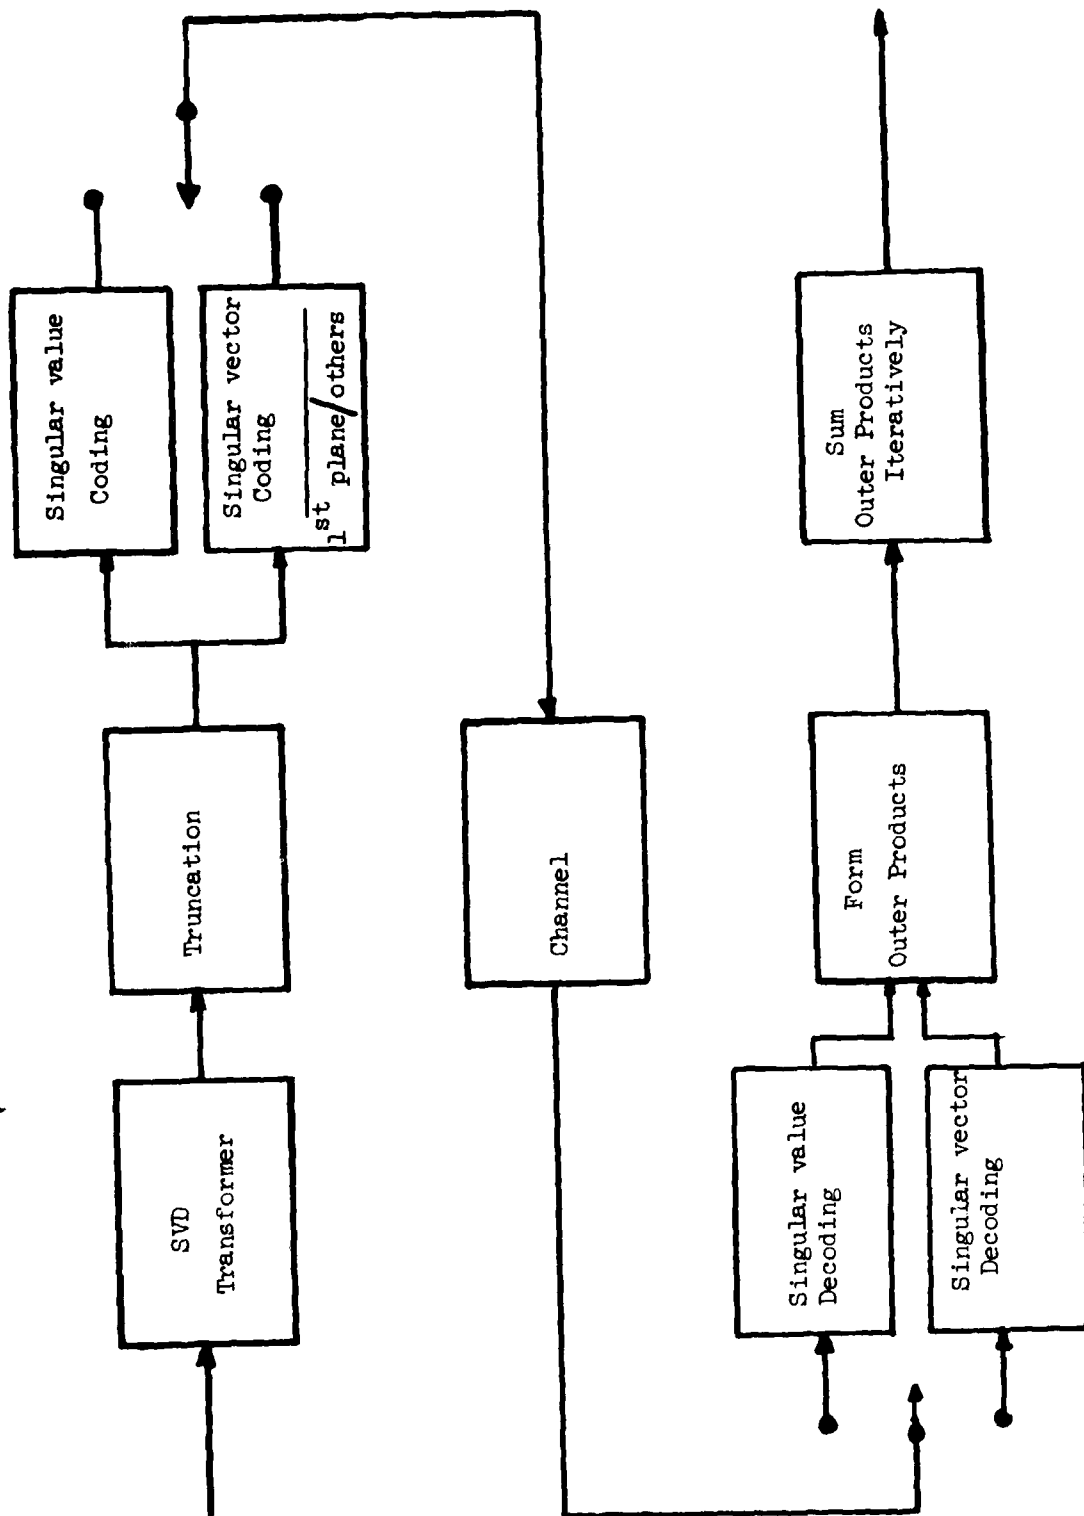 SVD
Transformer
Truncation
Singular value
Coding
Singular vector
Coding
1st plane/others
Channel
Singular value
Decoding
Singular vector
Decoding
Form
Outer Products
Sum
Outer Products
Iteratively